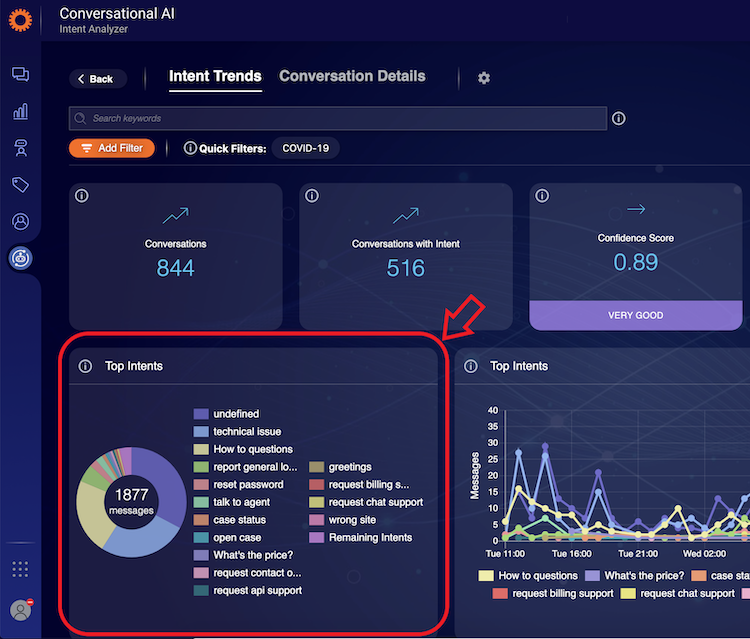 Conversational AI
Intent Analyzer
Back
Intent Trends
Conversation Details
Search keywords
Add Filter
Quick Filters:
COVID-19
Conversations
844
Conversations with Intent
516
Confidence Score
0.89
VERY GOOD
Top Intents
1877
messages
undefined
technical issue
How to questions
report general lo...
reset password
talk to agent
case status
open case
What's the price?
request contact o...
request api support
greetings
request billing s...
request chat support
wrong site
Remaining Intents
Top Intents
Messages
40
35
30
25
20
15
10
5
0
Tue 11:00
Tue 16:00
Tue 21:00
Wed 02:00
How to questions
What's the price?
case sta
request billing support
request chat support